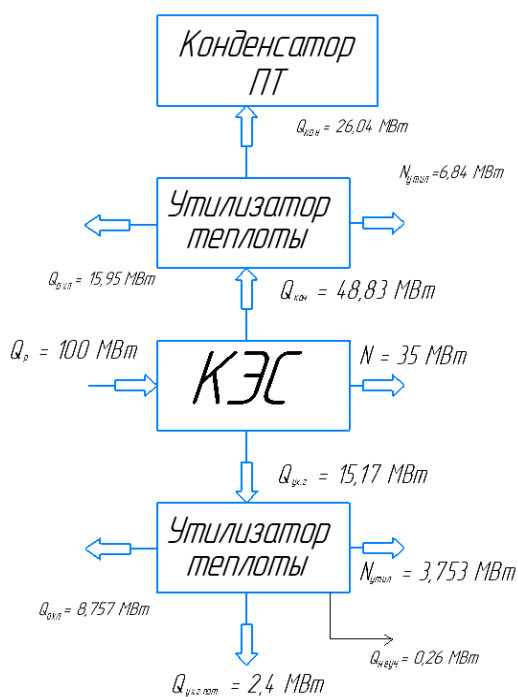 Конденсатор
ПТ
Qкон = 26,04 МВт
Nутил =6,84 МВт
Утилизатор
теплоты
Qохл = 15,95 МВт
Qкон = 48,83 МВт
Qр = 100 МВт
КЭС
N = 35 МВт
Qух.г = 15,17 МВт
Утилизатор
теплоты
Nутил = 3,753 МВт
Qохл = 8,757 МВт
Qнеуч = 0,26 МВт
Qух.г.пот. = 2,4 МВт